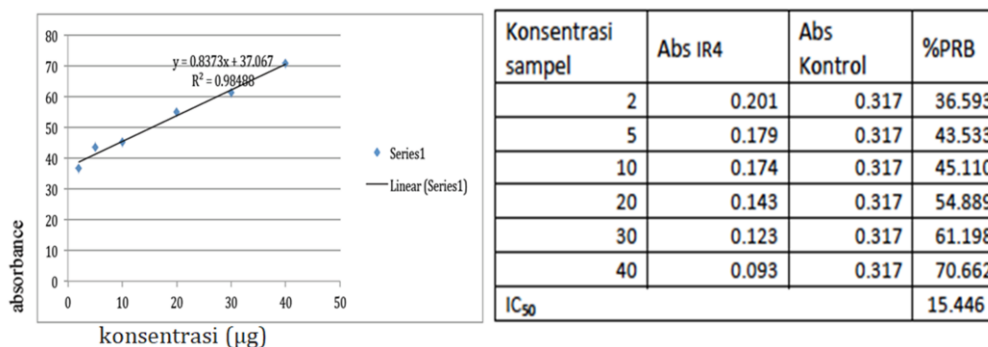 80
70
60
50
40
30
20
10
0
y = 0.8373x + 37.067
R² = 0.98488
0 10 20 30 40 50
Series1
Linear (Series1)
absorbance
konsentrasi (µg)
Konsentrasi sampel Abs IR4 Abs Kontrol %PRB
2 0.201 0.317 36.593
5 0.179 0.317 43.533
10 0.174 0.317 45.110
20 0.143 0.317 54.889
30 0.123 0.317 61.198
40 0.093 0.317 70.662
IC₅₀ 15.446